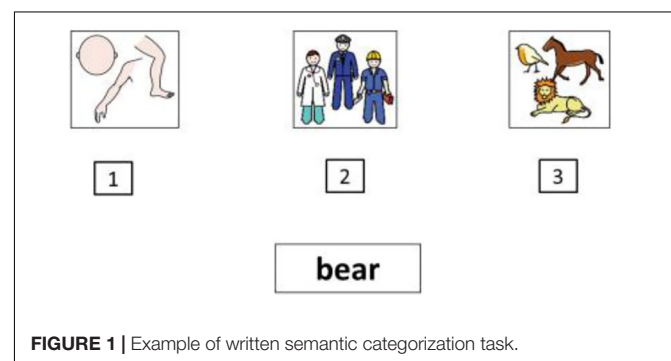 1 2 3
bear
FIGURE 1 | Example of written semantic categorization task.